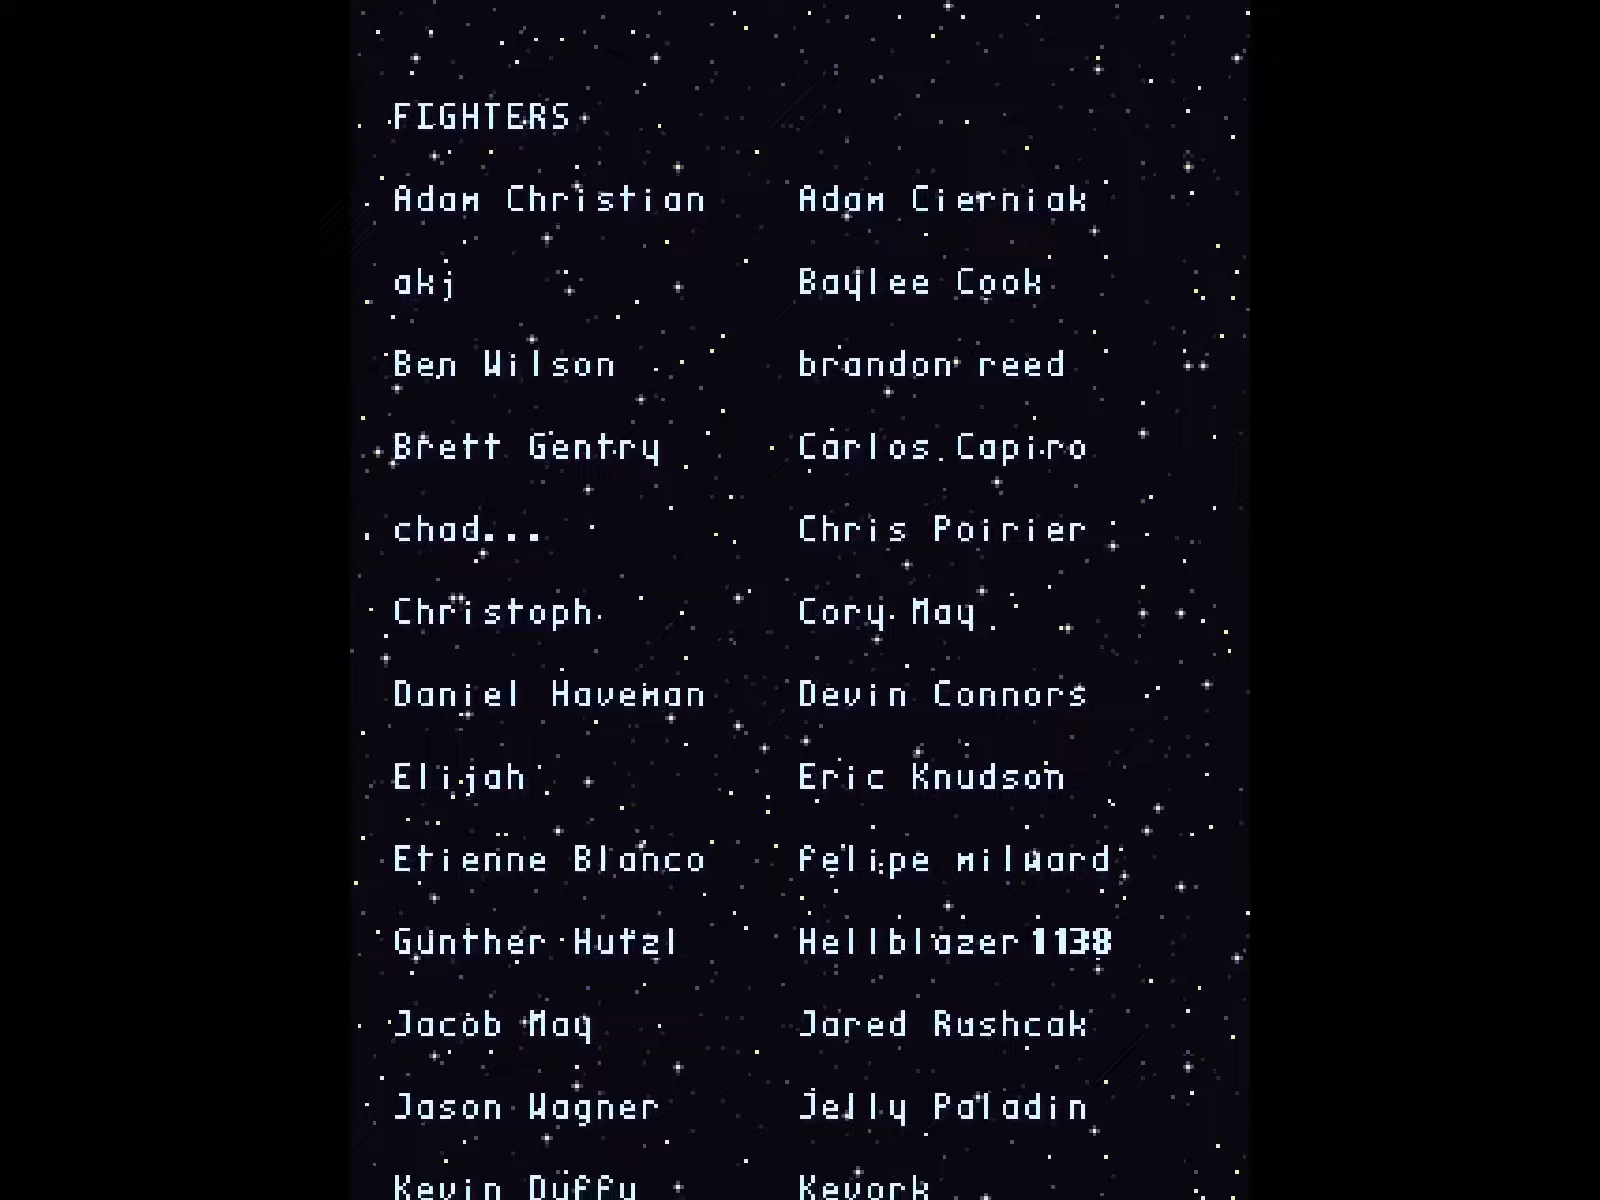 FIGHTERS
Adam Christian Adam Cierniak
akj Baylee Cook
Ben Wilson brandon reed
Brett Gentry Carlos Capiro
chad... Chris Poirier
Christoph Cory May
Daniel Haveman Devin Connors
Elijah Eric Knudson
Etienne Blanco felipe milward
Gunther Hutzl Hellblazer 1138
Jacob May Jared Rushcak
Jason Wagner Jelly Paladin
Kevin Duffy Kevork